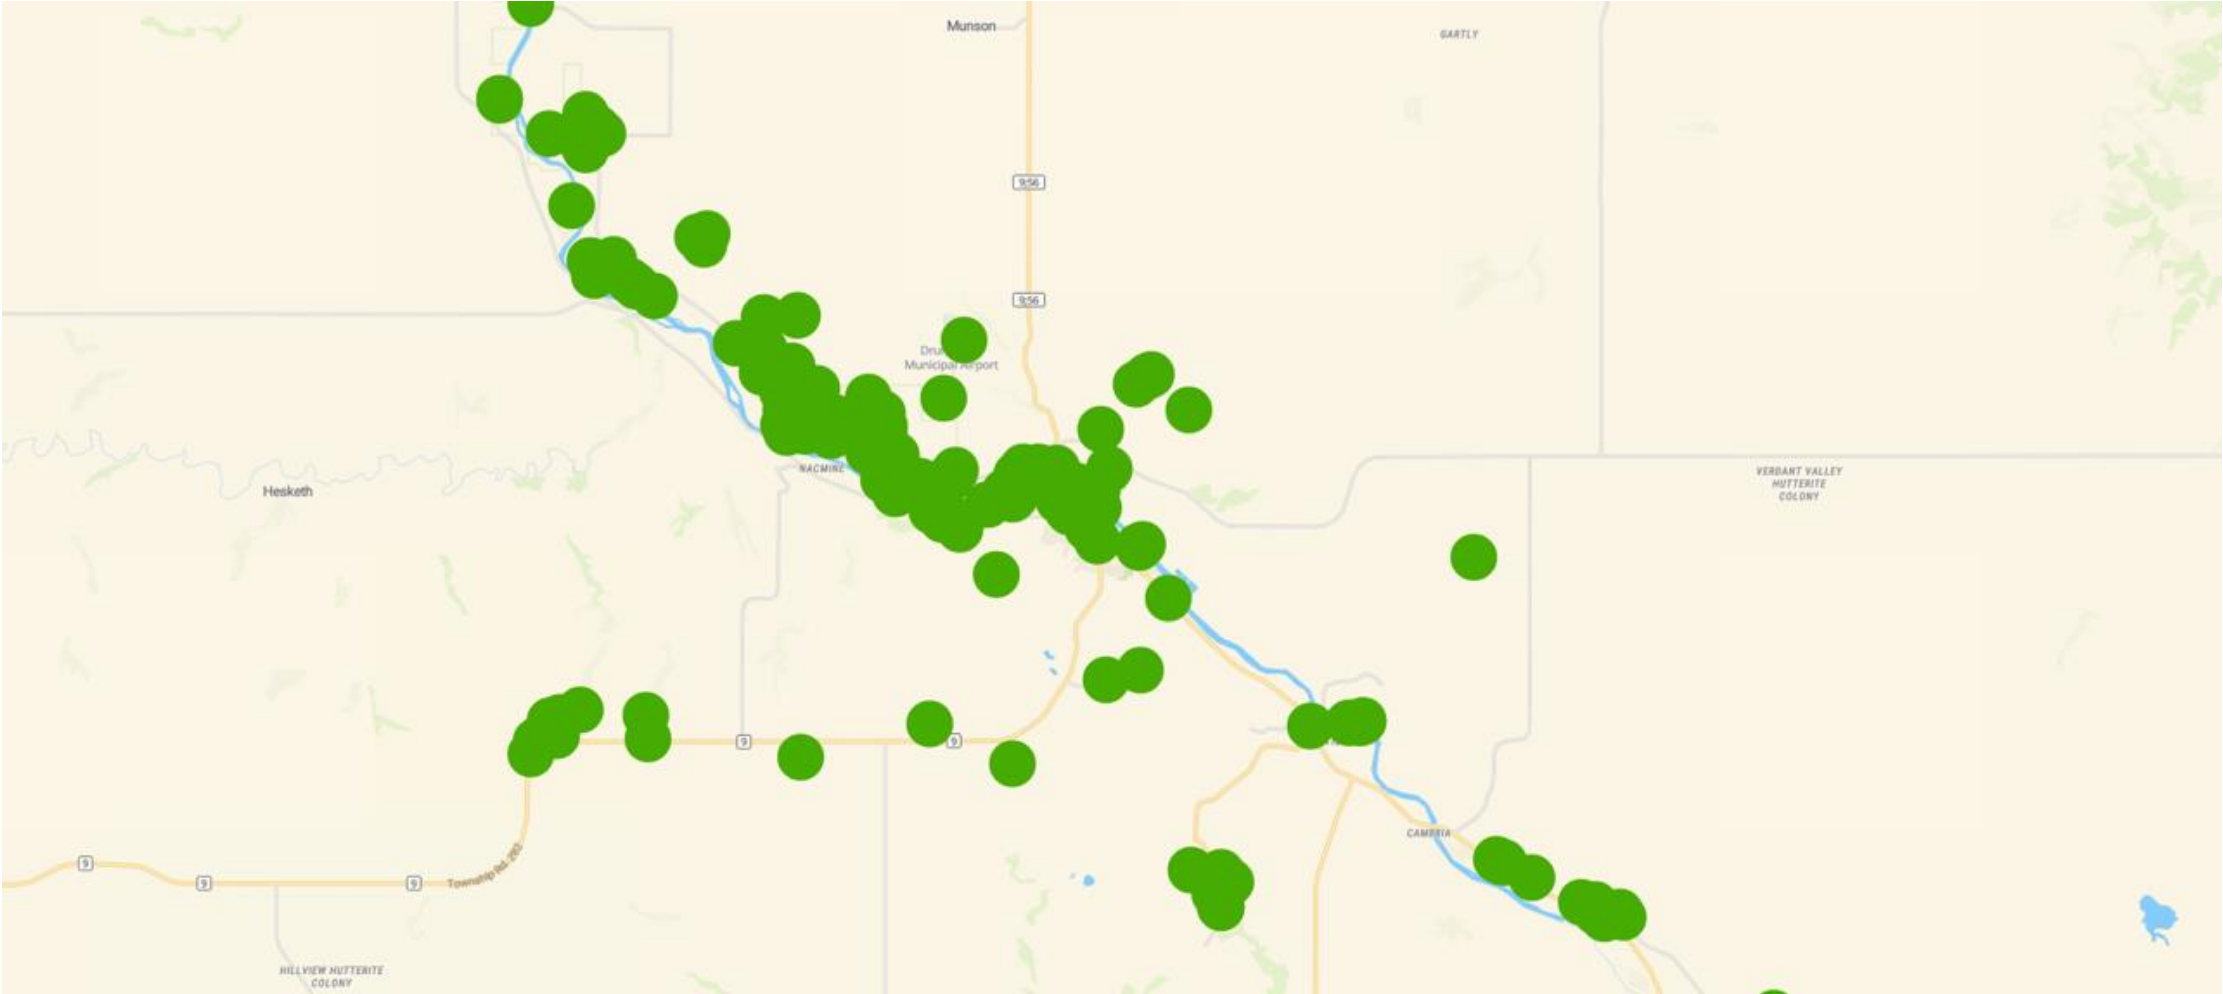 Munson
GARTLY
9;56
9;56
Dru
Municipal Airport
NACMINE
Hesketh
VERDANT VALLEY
HUTTERITE
COLONY
9
9
9
9
9
Township Rd. 282
CAMBRIA
HILLVIEW HUTTERITE
COLONY